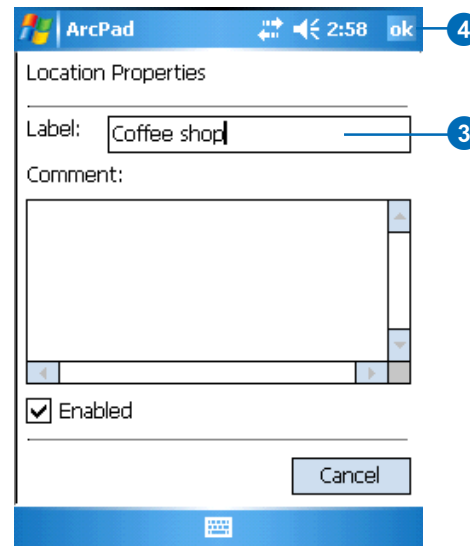 ArcPad 2:58 ok 4
Location Properties
Label: Coffee shop 3
Comment:
Enabled
Cancel